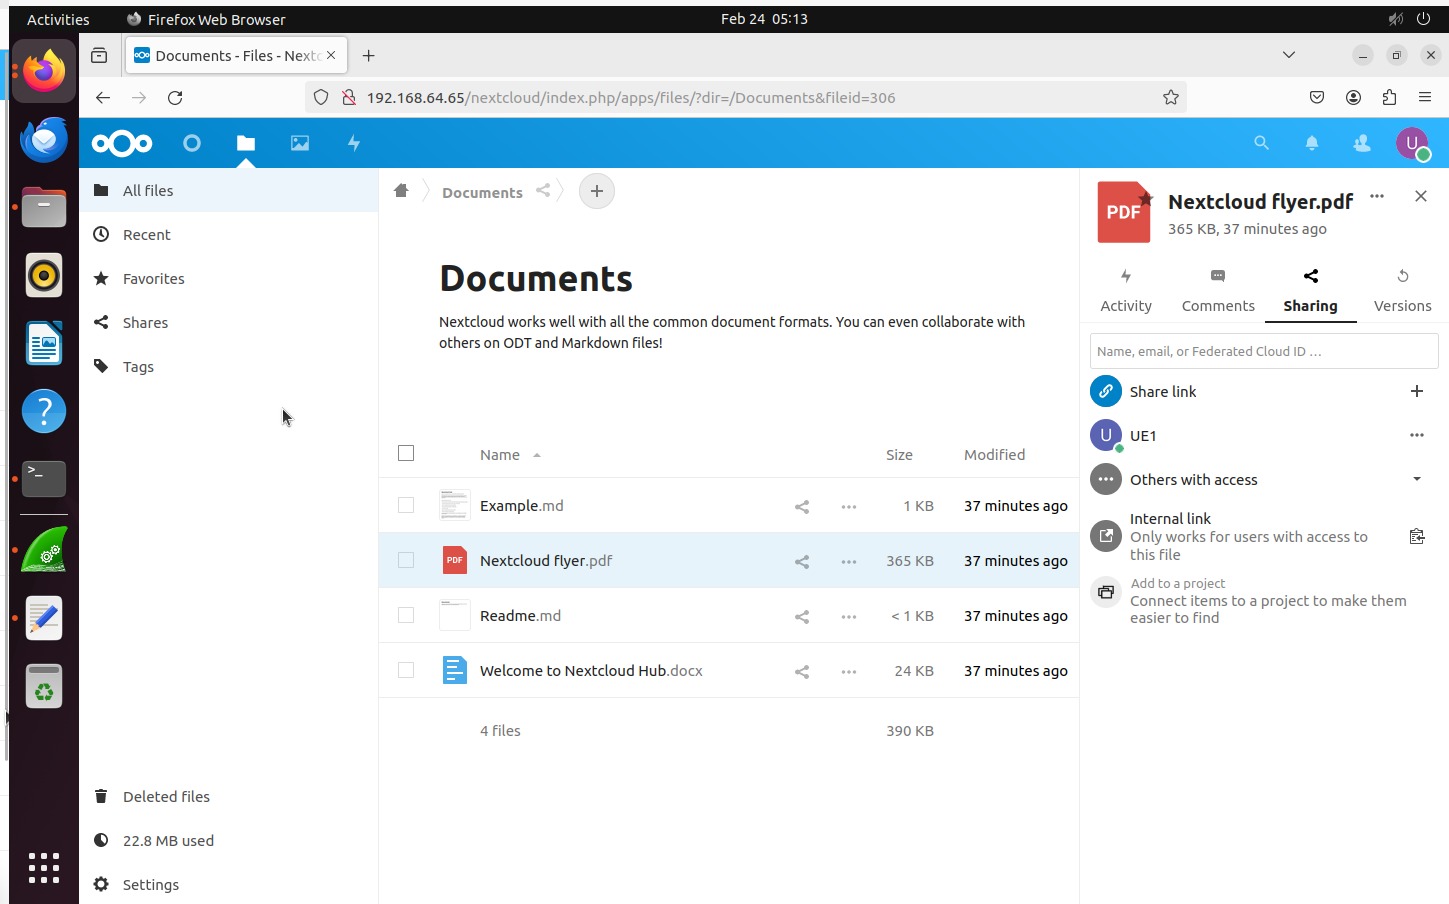 Activities
Firefox Web Browser
Feb 24 05:13
Documents - Files - Nextc
192.168.64.65/nextcloud/index.php/apps/files/?dir=/Documents&fileid=306
U
All files
Recent
Favorites
Shares
Tags
Deleted files
22.8 MB used
Settings
Documents
Documents
Nextcloud works well with all the common document formats. You can even collaborate with
others on ODT and Markdown files!
Name Size Modified
Example.md 1 KB 37 minutes ago
PDF Nextcloud flyer.pdf 365 KB 37 minutes ago
Readme.md < 1 KB 37 minutes ago
Welcome to Nextcloud Hub.docx 24 KB 37 minutes ago
4 files 390 KB
PDF
Nextcloud flyer.pdf
365 KB, 37 minutes ago
Activity Comments Sharing Versions
Name, email, or Federated Cloud ID ...
Share link
U UE1
Others with access
Internal link
Only works for users with access to
this file
Add to a project
Connect items to a project to make them
easier to find